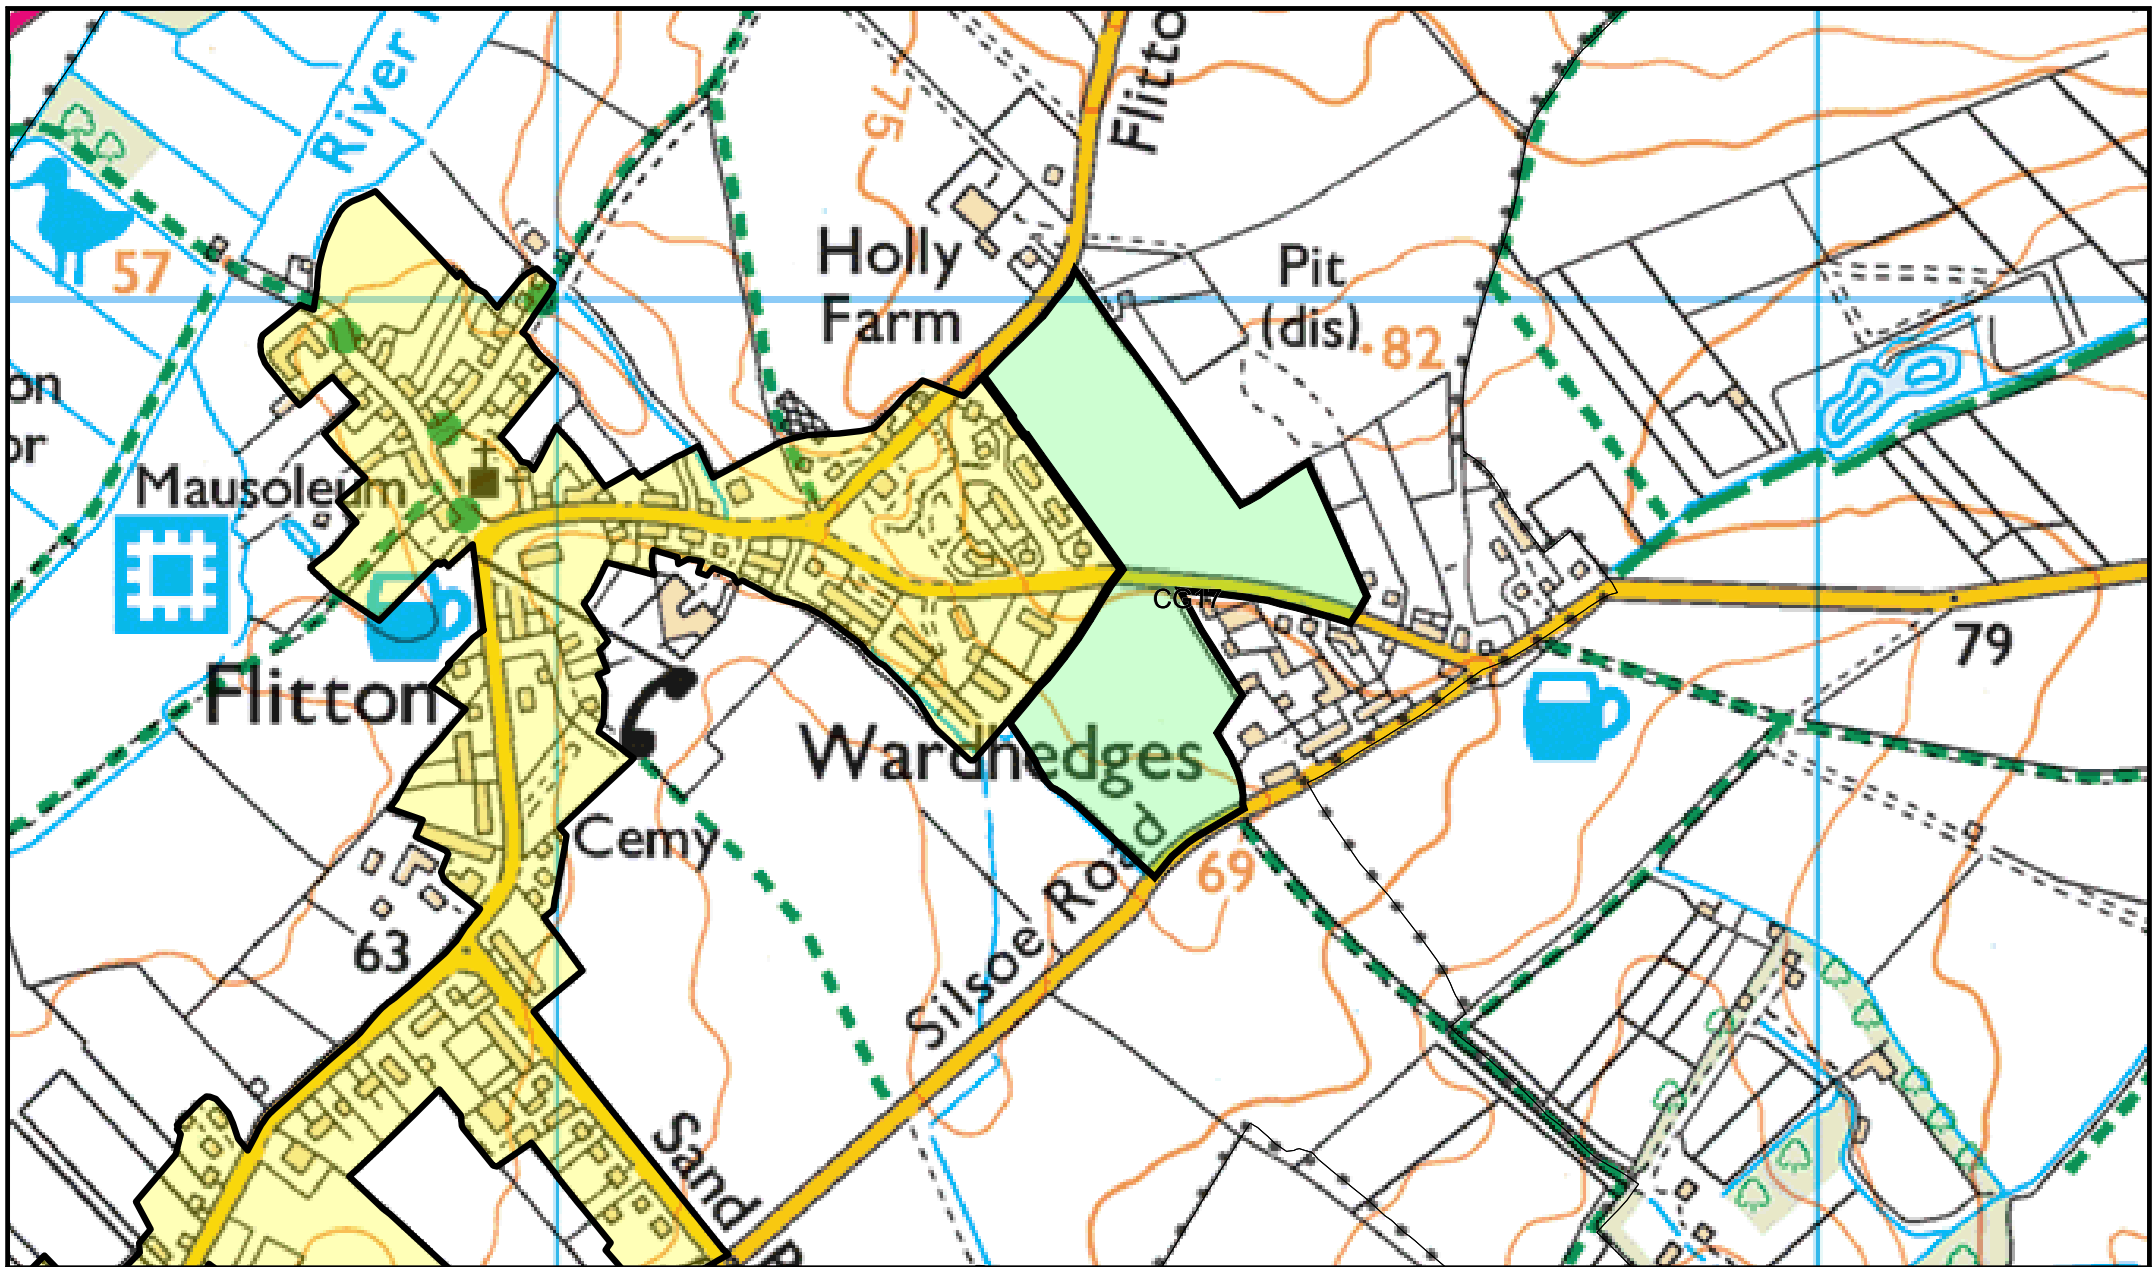 River
Flitto
75
57
Holly
Farm
Pit
(dis)
82
on
or
Mausoleum
CG17
79
Flitton
Wardhedges
Cemy
69
Silsoe Road
63
Sand R